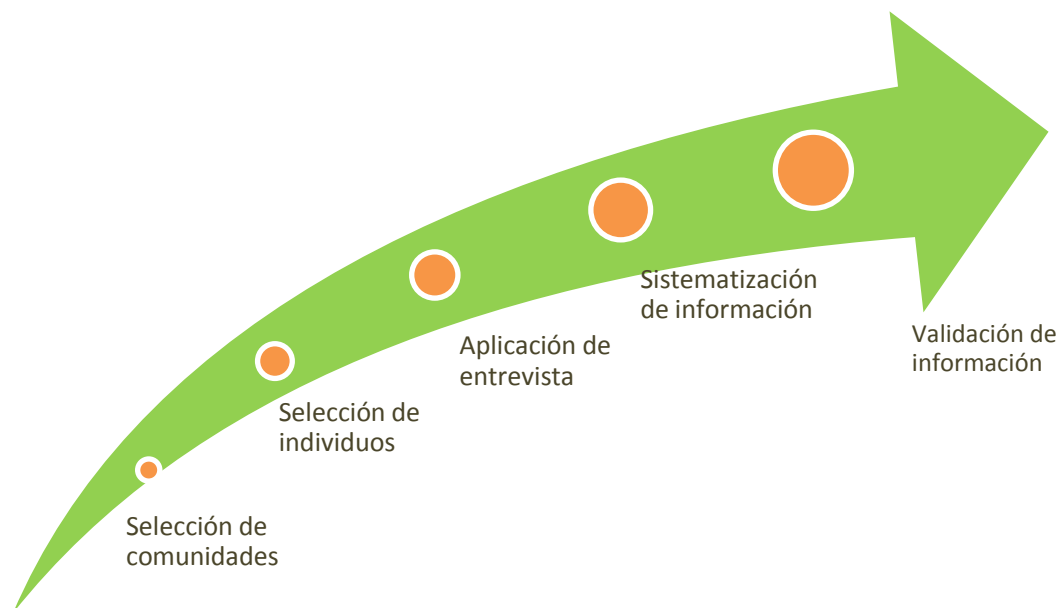 Selección de
comunidades
Selección de
individuos
Aplicación de
entrevista
Sistematización
de información
Validación de
información